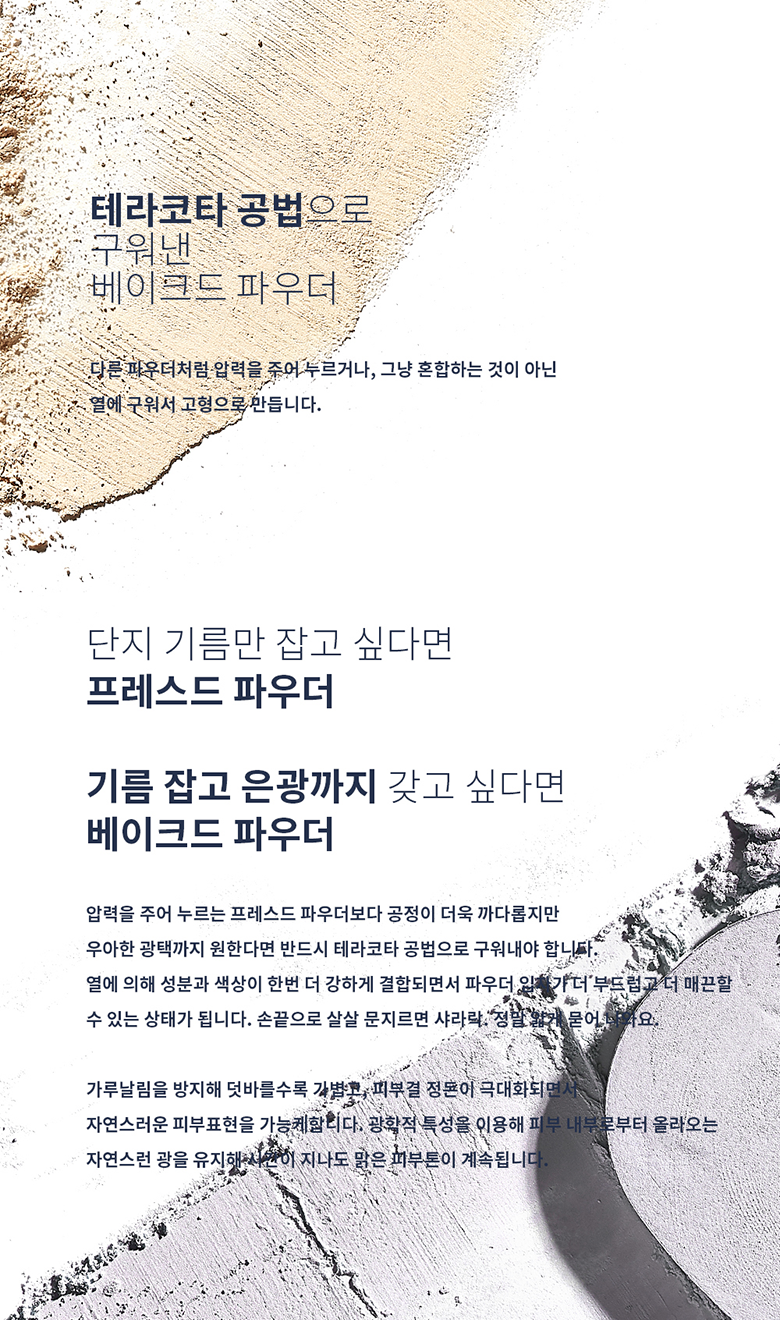 테라코타 공법으로
구워낸
베이크드 파우더
다른 파우더처럼 압력을 주어 누르거나, 그냥 혼합하는 것이 아닌
열에 구워서 고형으로 만듭니다.
단지 기름만 잡고 싶다면
프레스드 파우더
기름 잡고 은광까지 갖고 싶다면
베이크드 파우더
압력을 주어 누르는 프레스드 파우더보다 공정이 더욱 까다롭지만
우아한 광택까지 원한다면 반드시 테라코타 공법으로 구워내야 합니다.
열에 의해 성분과 색상이 한번 더 강하게 결합되면서 파우더 입자가 더 부드럽고 더 매끈할
수 있는 상태가 됩니다. 손끝으로 살살 문지르면 샤라락. 정말 얇게 묻어 나와요.
가루날림을 방지해 덧바를수록 가볍고, 피부결 정돈이 극대화되면서
자연스러운 피부표현을 가능케합니다. 광학적 특성을 이용해 피부 내부로부터 올라오는
자연스런 광을 유지해 시간이 지나도 맑은 피부톤이 계속됩니다.